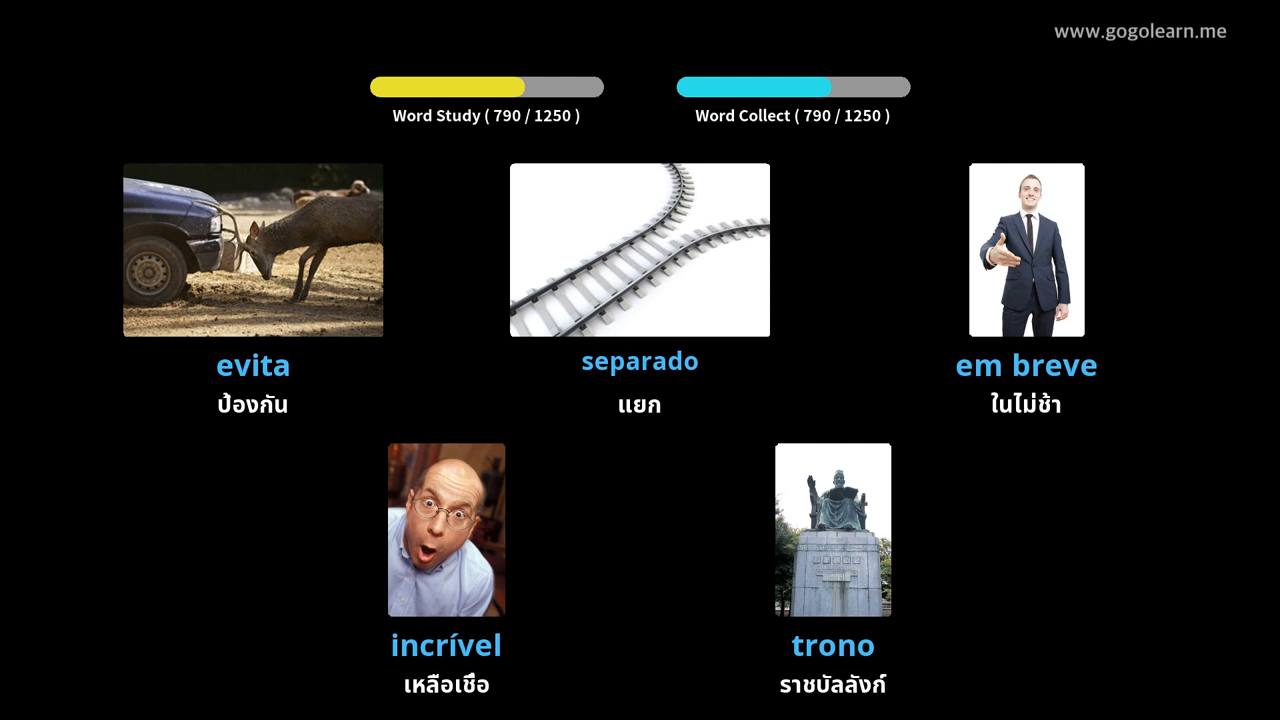 www.gogolearn.me
Word Study ( 790 / 1250 )
Word Collect ( 790 / 1250 )
evita
ป้องกัน
separado
แยก
em breve
ในไม่ช้า
incrível
เหลือเชื่อ
trono
ราชบัลลังก์